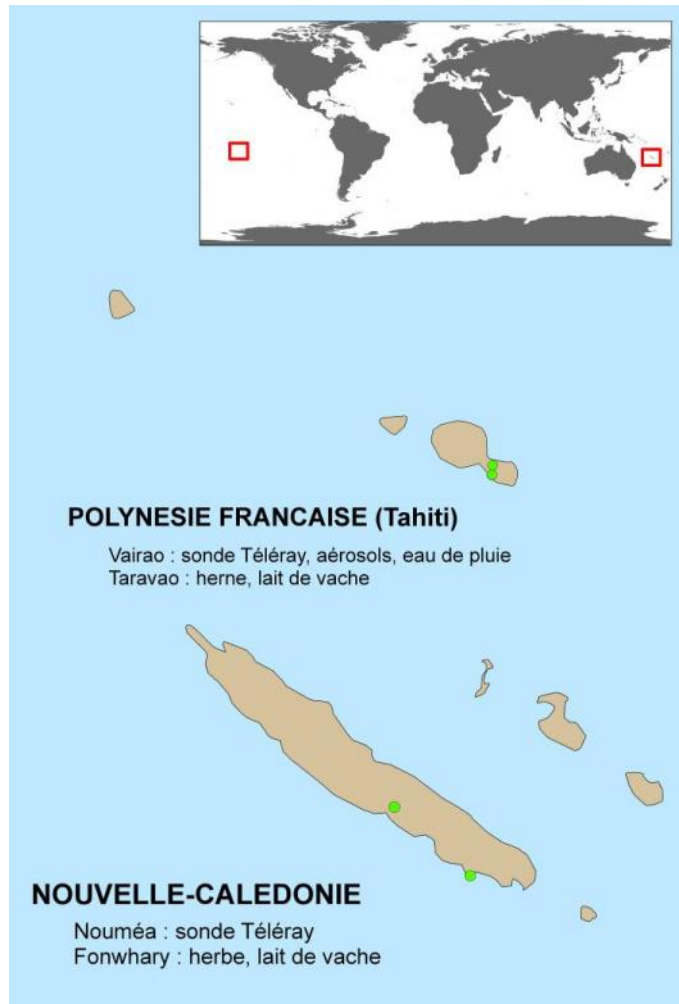 POLYNESIE FRANCAISE (Tahiti)
Vairao : sonde Téléray, aérosols, eau de pluie
Taravao : herne, lait de vache
NOUVELLE-CALEDONIE
Nouméa : sonde Téléray
Fonwhary : herbe, lait de vache